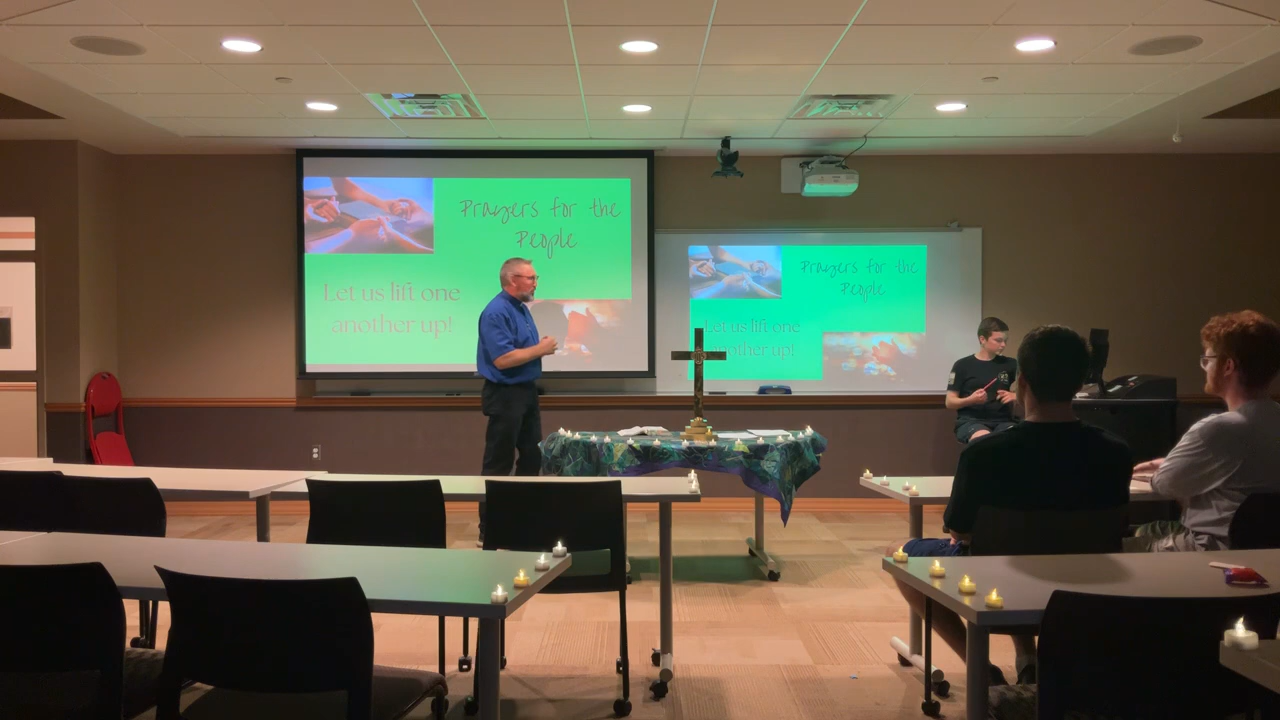 Prayers for the
People
Let us lift one
another up!
Prayers for the
People
Let us lift one
another up!